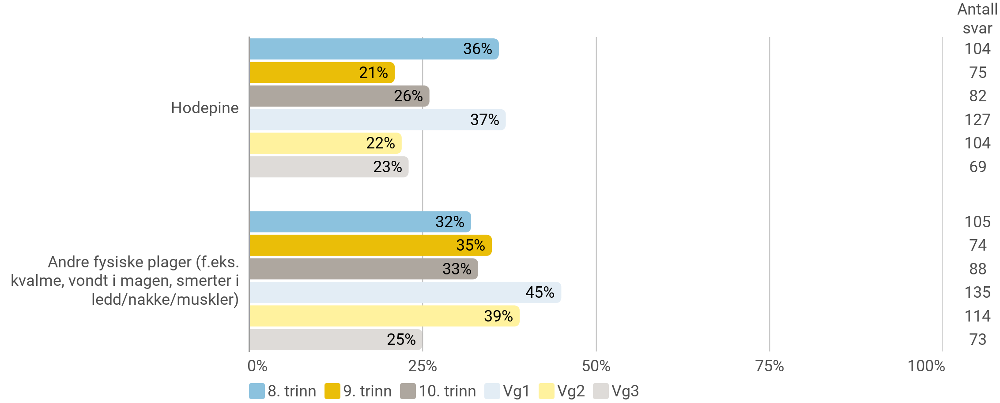 Antall
svar
36% 104
21% 75
26% 82
Hodepine
37% 127
22% 104
23% 69
32% 105
35% 74
Andre fysiske plager (f.eks.
33% 88
kvalme, vondt i magen, smerter i
45% 135
ledd/nakke/muskler)
39% 114
25% 73
0% 25% 50% 75% 100%
8. trinn 9. trinn 10. trinn Vg1 Vg2 Vg3